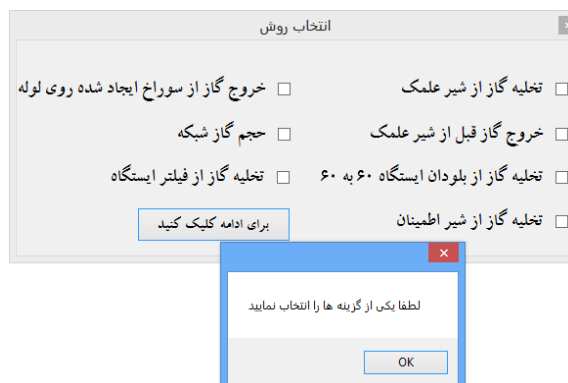 انتخاب روش
تخلیه گاز از شیر علمک
خروج گاز از سوراخ ایجاد شده روی لوله
خروج گاز قبل از شیر علمک
حجم گاز شبکه
تخلیه گاز از بلودان ایستگاه ۶۰ به ۶۰
تخلیه گاز از فیلتر ایستگاه
تخلیه گاز از شیر اطمینان
برای ادامه کلیک کنید
لطفا یکی از گزینه ها را انتخاب نمایید
OK